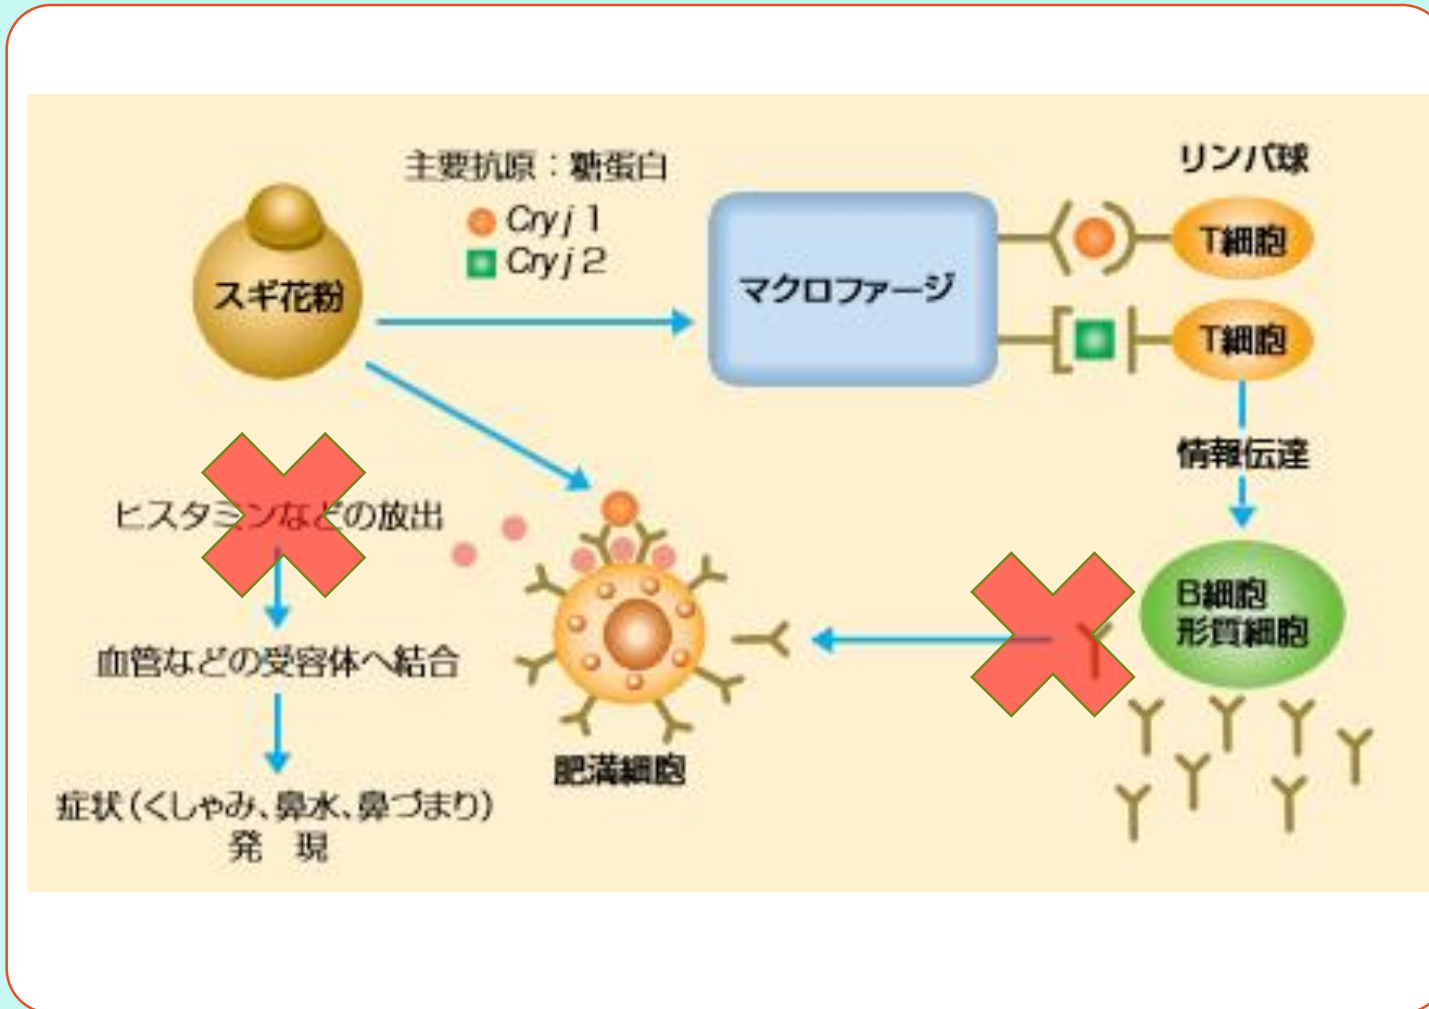 主要抗原：糖蛋白
Cry j 1
Cry j 2
スギ花粉
マクロファージ
リンパ球
T細胞
T細胞
情報伝達
B細胞
形質細胞
肥満細胞
ヒスタミンなどの放出
血管などの受容体へ結合
症状(くしゃみ、鼻水、鼻づまり)
発　現